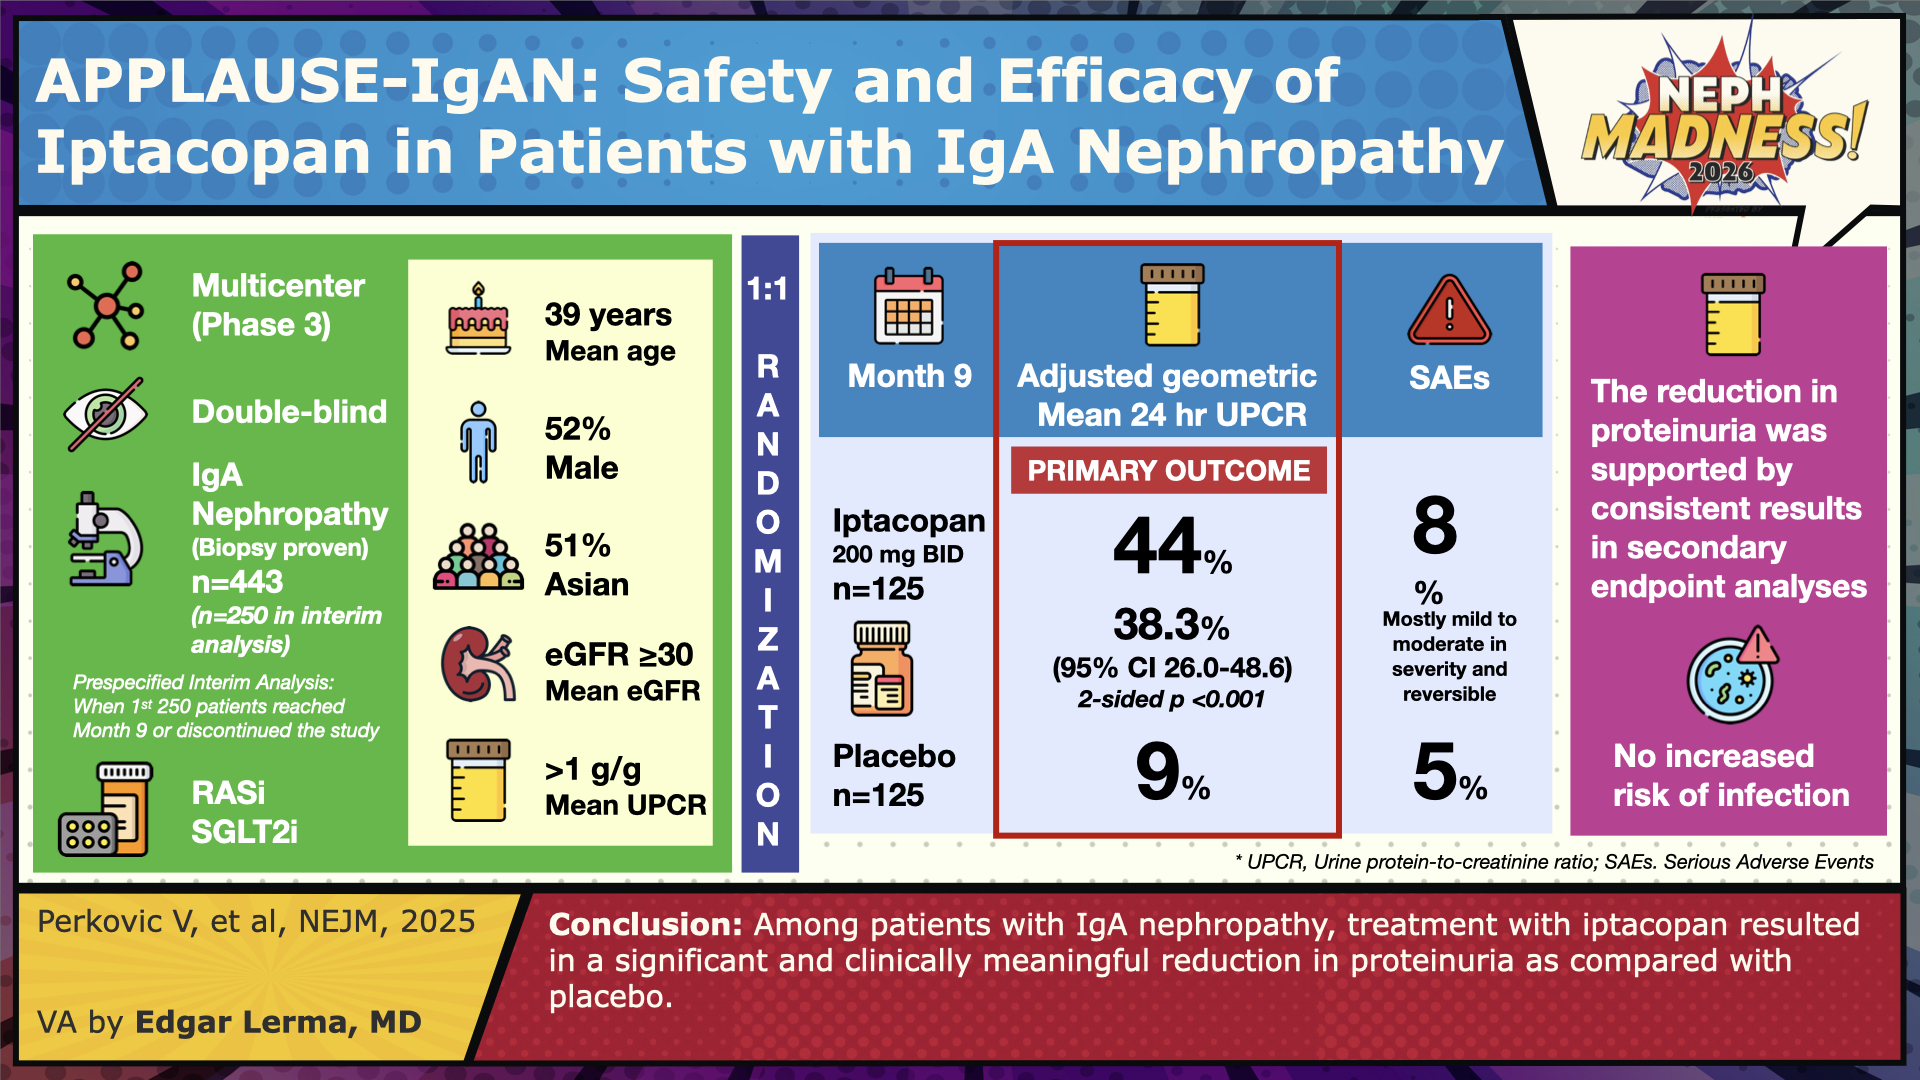 APPLAUSE-IgAN: Safety and Efficacy of
Iptacopan in Patients with IgA Nephropathy
NEPH
MADNESS!
2026
Multicenter
(Phase 3)
Double-blind
IgA
Nephropathy
(Biopsy proven)
n=443
(n=250 in interim
analysis)
Prespecified Interim Analysis:
When 1st 250 patients reached
Month 9 or discontinued the study
RASi
SGLT2i
39 years
Mean age
52%
Male
51%
Asian
eGFR ≥30
Mean eGFR
>1 g/g
Mean UPCR
1:1
RANDOMIZATION
Month 9
Adjusted geometric
Mean 24 hr UPCR
SAEs
PRIMARY OUTCOME
Iptacopan
200 mg BID
n=125
44%
38.3%
(95% CI 26.0-48.6)
2-sided p <0.001
8
%
Mostly mild to
moderate in
severity and
reversible
Placebo
n=125
9%
5%
The reduction in
proteinuria was
supported by
consistent results
in secondary
endpoint analyses
No increased
risk of infection
* UPCR, Urine protein-to-creatinine ratio; SAEs. Serious Adverse Events
Perkovic V, et al, NEJM, 2025
VA by Edgar Lerma, MD
Conclusion: Among patients with IgA nephropathy, treatment with iptacopan resulted
in a significant and clinically meaningful reduction in proteinuria as compared with
placebo.